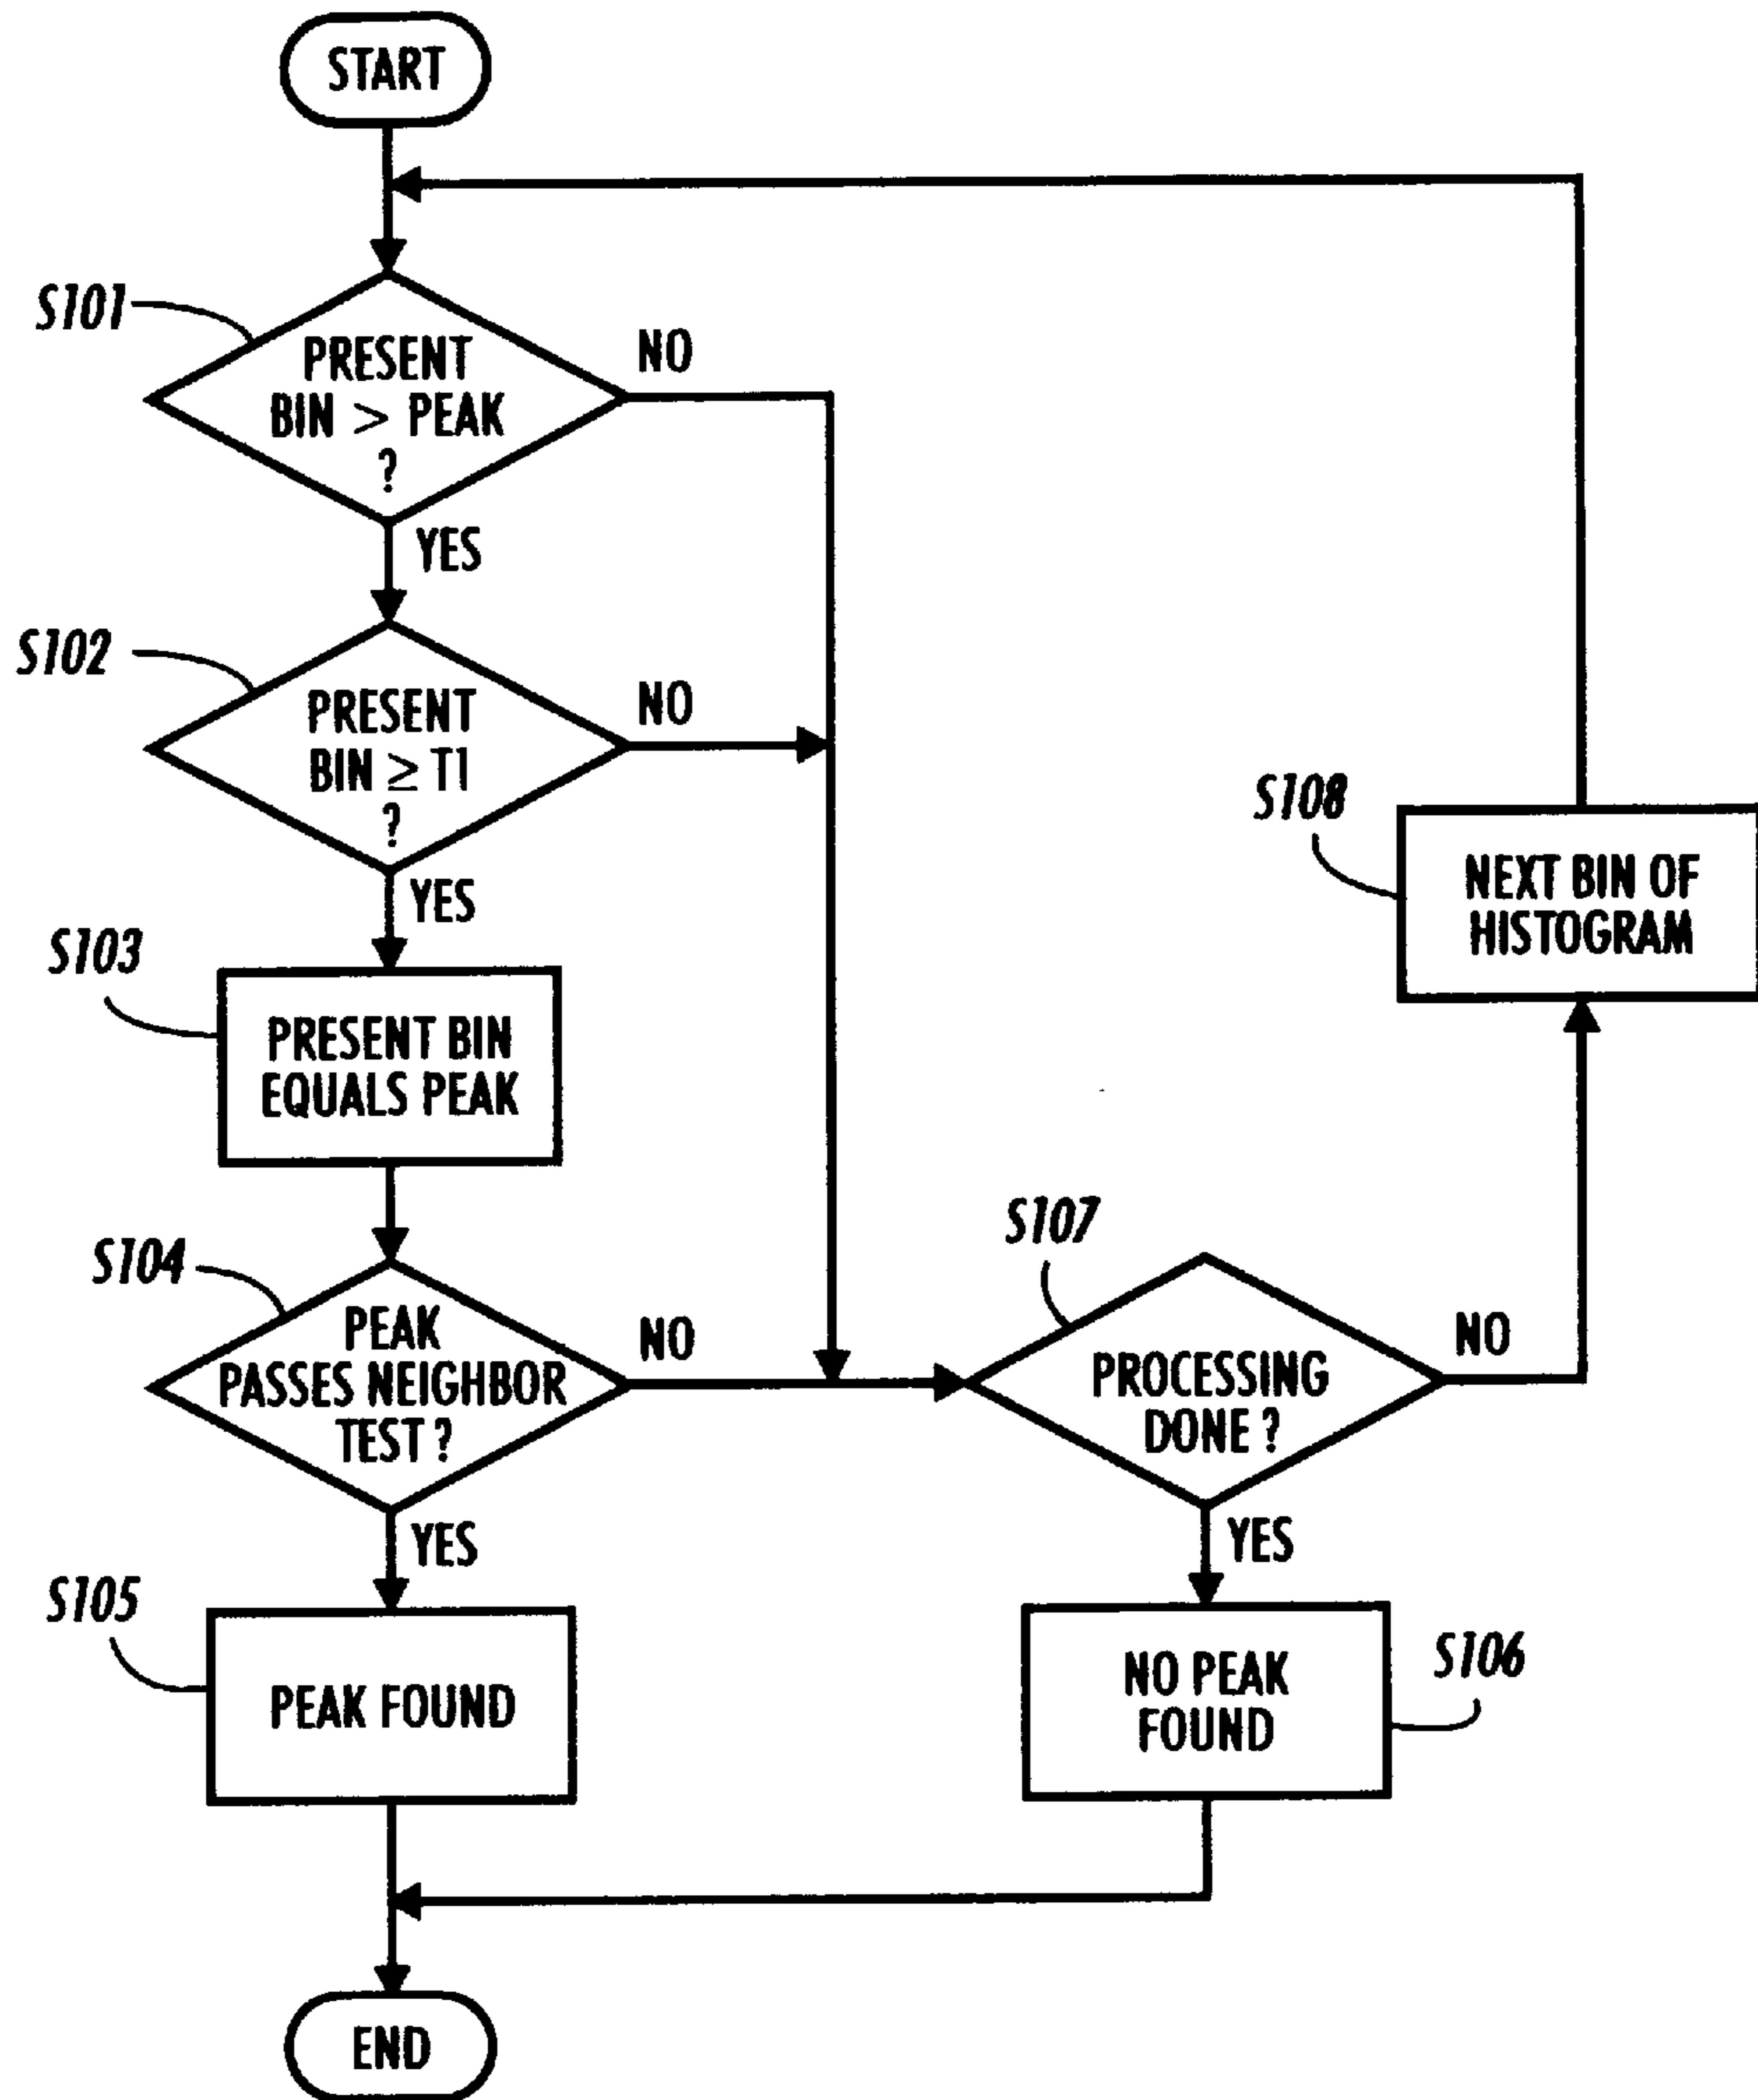 START
S101
PRESENT
BIN > PEAK
?
NO
YES
S102
PRESENT
BIN ≥ T1
?
NO
YES
S103
PRESENT BIN
EQUALS PEAK
S104
PEAK
PASSES NEIGHBOR
TEST ?
NO
YES
S105
PEAK FOUND
S107
PROCESSING
DONE ?
NO
YES
S106
NO PEAK
FOUND
S108
NEXT BIN OF
HISTOGRAM
END